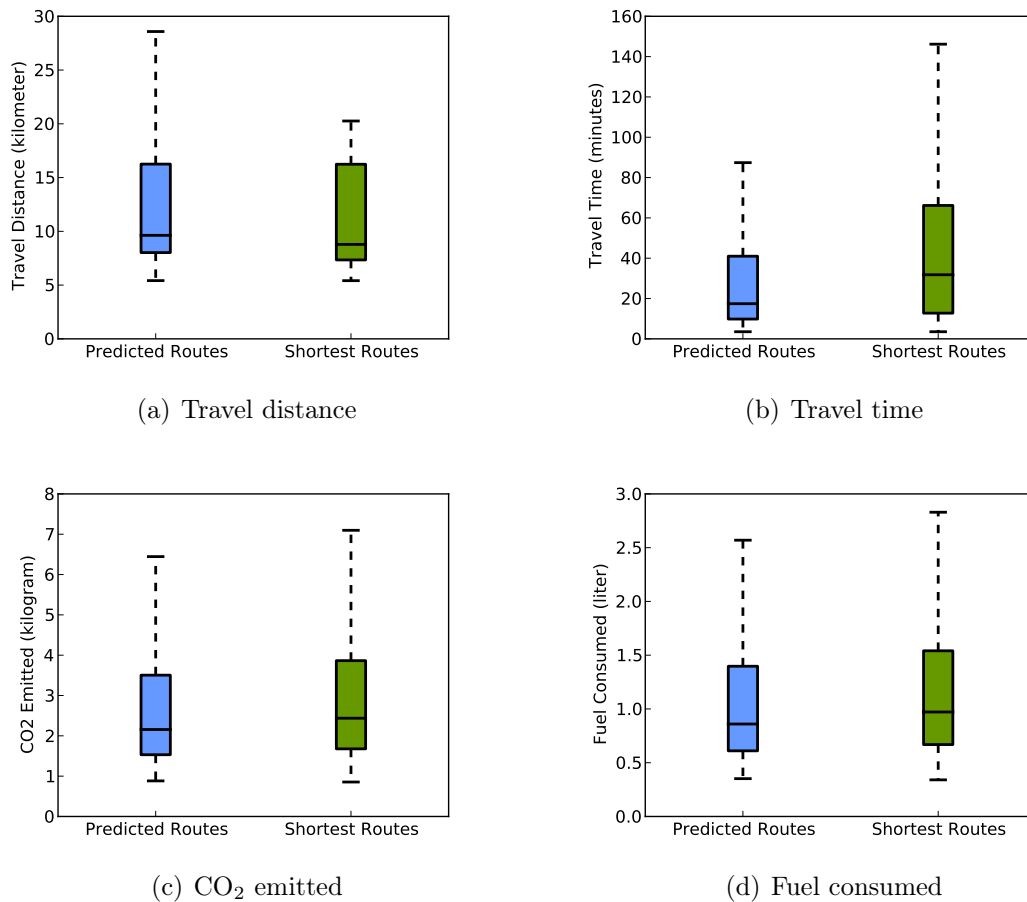 30
25
20
15
10
5
0
Travel Distance (kilometer)
Predicted Routes
Shortest Routes
(a) Travel distance
160
140
120
100
80
60
40
20
0
Travel Time (minutes)
Predicted Routes
Shortest Routes
(b) Travel time
8
7
6
5
4
3
2
1
0
CO2 Emitted (kilogram)
Predicted Routes
Shortest Routes
(c) CO₂ emitted
3.0
2.5
2.0
1.5
1.0
0.5
0.0
Fuel Consumed (liter)
Predicted Routes
Shortest Routes
(d) Fuel consumed